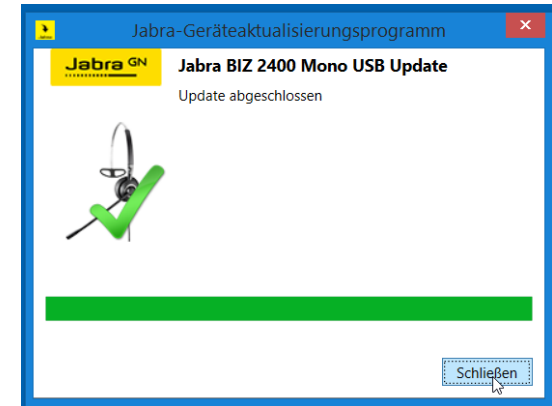 Jabra-Geräteaktualisierungsprogramm
Jabra GN
Jabra BIZ 2400 Mono USB Update
Update abgeschlossen
Schließen